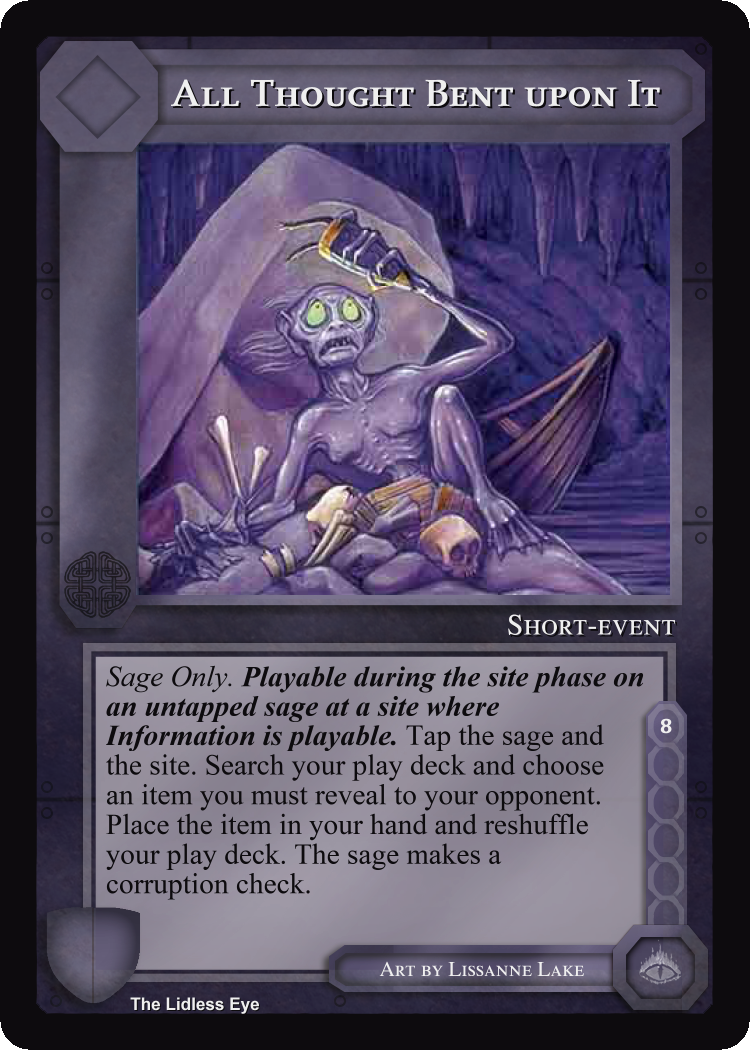 All Thought Bent upon It
Short-event
Sage Only. Playable during the site phase on
an untapped sage at a site where
Information is playable. Tap the sage and
the site. Search your play deck and choose
an item you must reveal to your opponent.
Place the item in your hand and reshuffle
your play deck. The sage makes a
corruption check.
8
Art by Lissanne Lake
The Lidless Eye